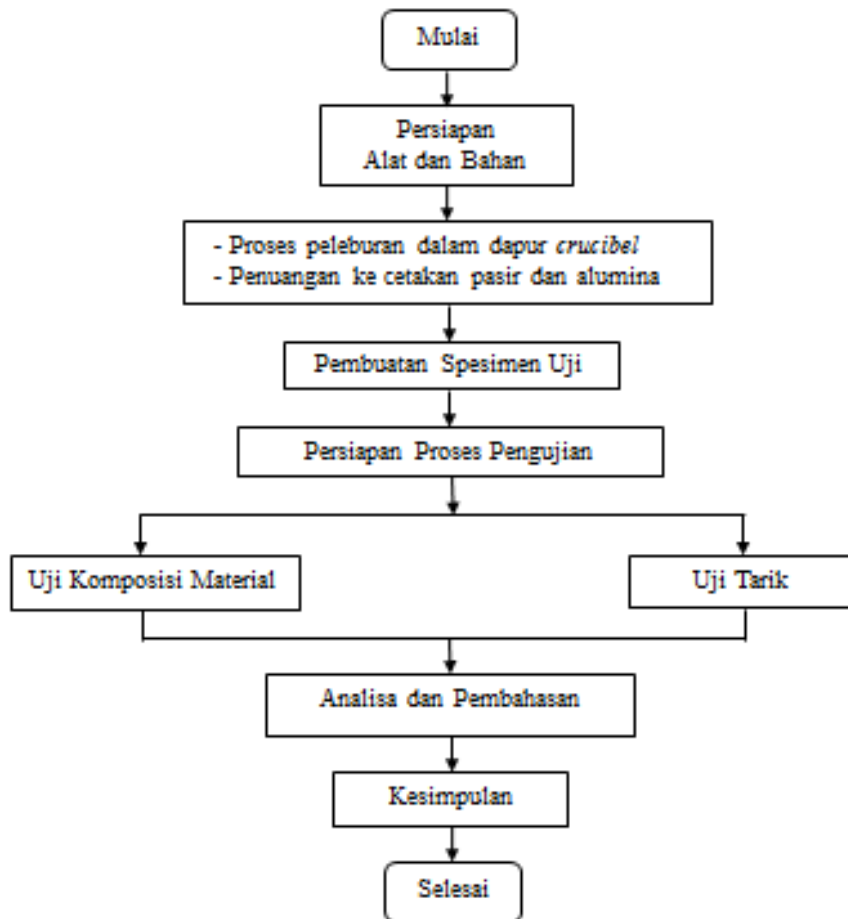 Mulai
Persiapan
Alat dan Bahan
- Proses peleburan dalam dapur crucibel
- Penuangan ke cetakan pasir dan alumina
Pembuatan Spesimen Uji
Persiapan Proses Pengujian
Uji Komposisi Material
Uji Tarik
Analisa dan Pembahasan
Kesimpulan
Selesai